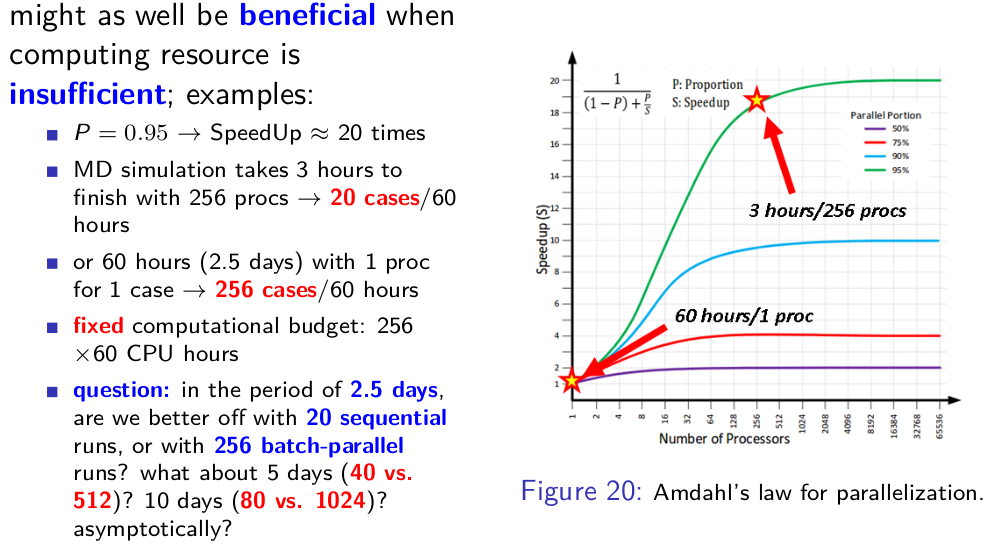 might as well be beneficial when
computing resource is
insufficient; examples:
P = 0.95 → SpeedUp ≈ 20 times
MD simulation takes 3 hours to
finish with 256 procs → 20 cases/60
hours
or 60 hours (2.5 days) with 1 proc
for 1 case → 256 cases/60 hours
fixed computational budget: 256
×60 CPU hours
question: in the period of 2.5 days,
are we better off with 20 sequential
runs, or with 256 batch-parallel
runs? what about 5 days (40 vs.
512)? 10 days (80 vs. 1024)?
asymptotically?
1 / ((1 − P) + P/S)
P: Proportion
S: Speedup
Parallel Portion
50%
75%
90%
95%
3 hours/256 procs
60 hours/1 proc
Speedup (S)
20
18
16
14
12
10
8
6
4
2
1
1 2 4 8 16 32 64 128 256 512 1024 2048 4096 8192 16384 32768 65536
Number of Processors
Figure 20: Amdahl's law for parallelization.